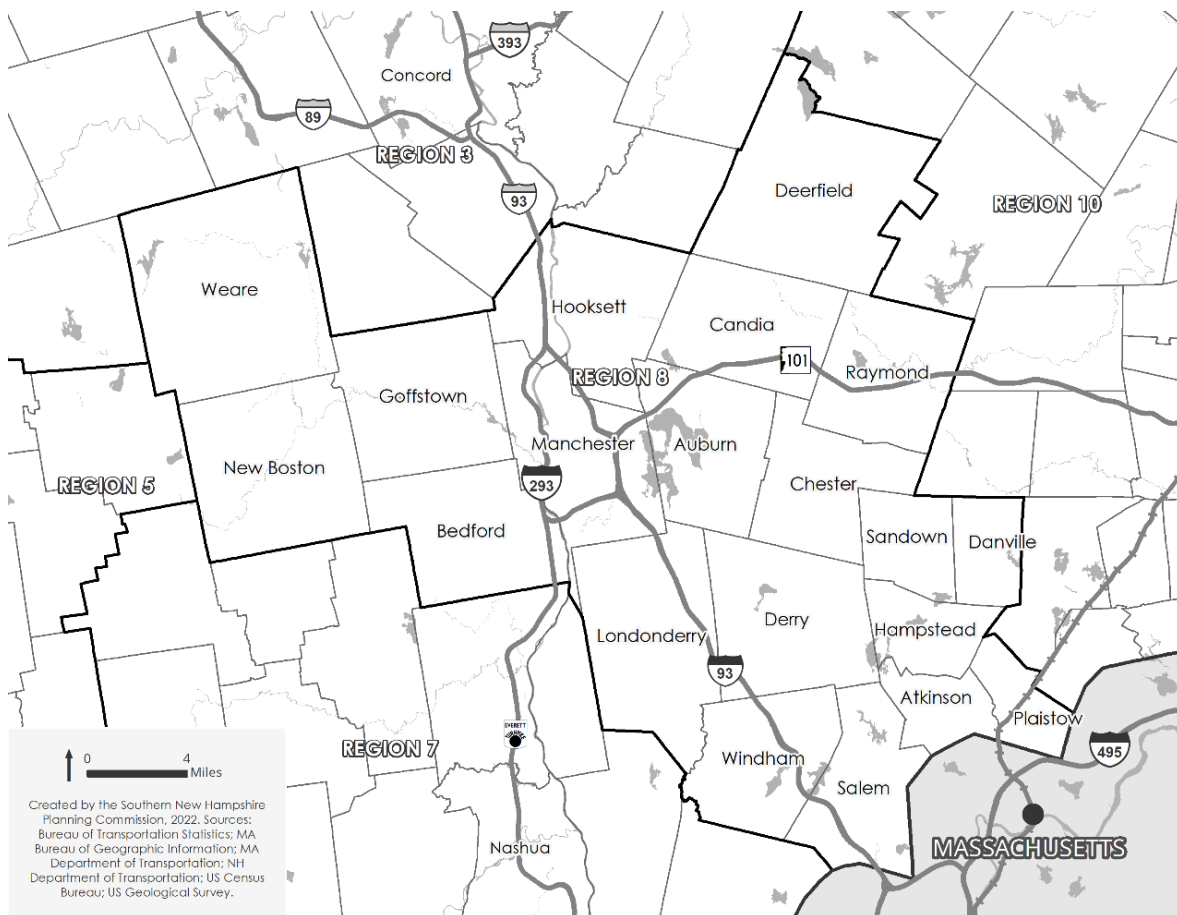 393
Concord
89
REGION 3
93
Deerfield
REGION 10
Weare
Hooksett
Candia
101
Raymond
REGION 8
Goffstown
Manchester
Auburn
New Boston
293
REGION 5
Chester
Bedford
Sandown
Danville
Londonderry
Derry
Hampstead
93
Atkinson
Plaistow
EVERETT
TURNPIKE
REGION 7
495
Windham
Salem
MASSACHUSETTS
Nashua
0 4
Miles
Created by the Southern New Hampshire
Planning Commission, 2022. Sources:
Bureau of Transportation Statistics; MA
Bureau of Geographic Information; MA
Department of Transportation; NH
Department of Transportation; US Census
Bureau; US Geological Survey.